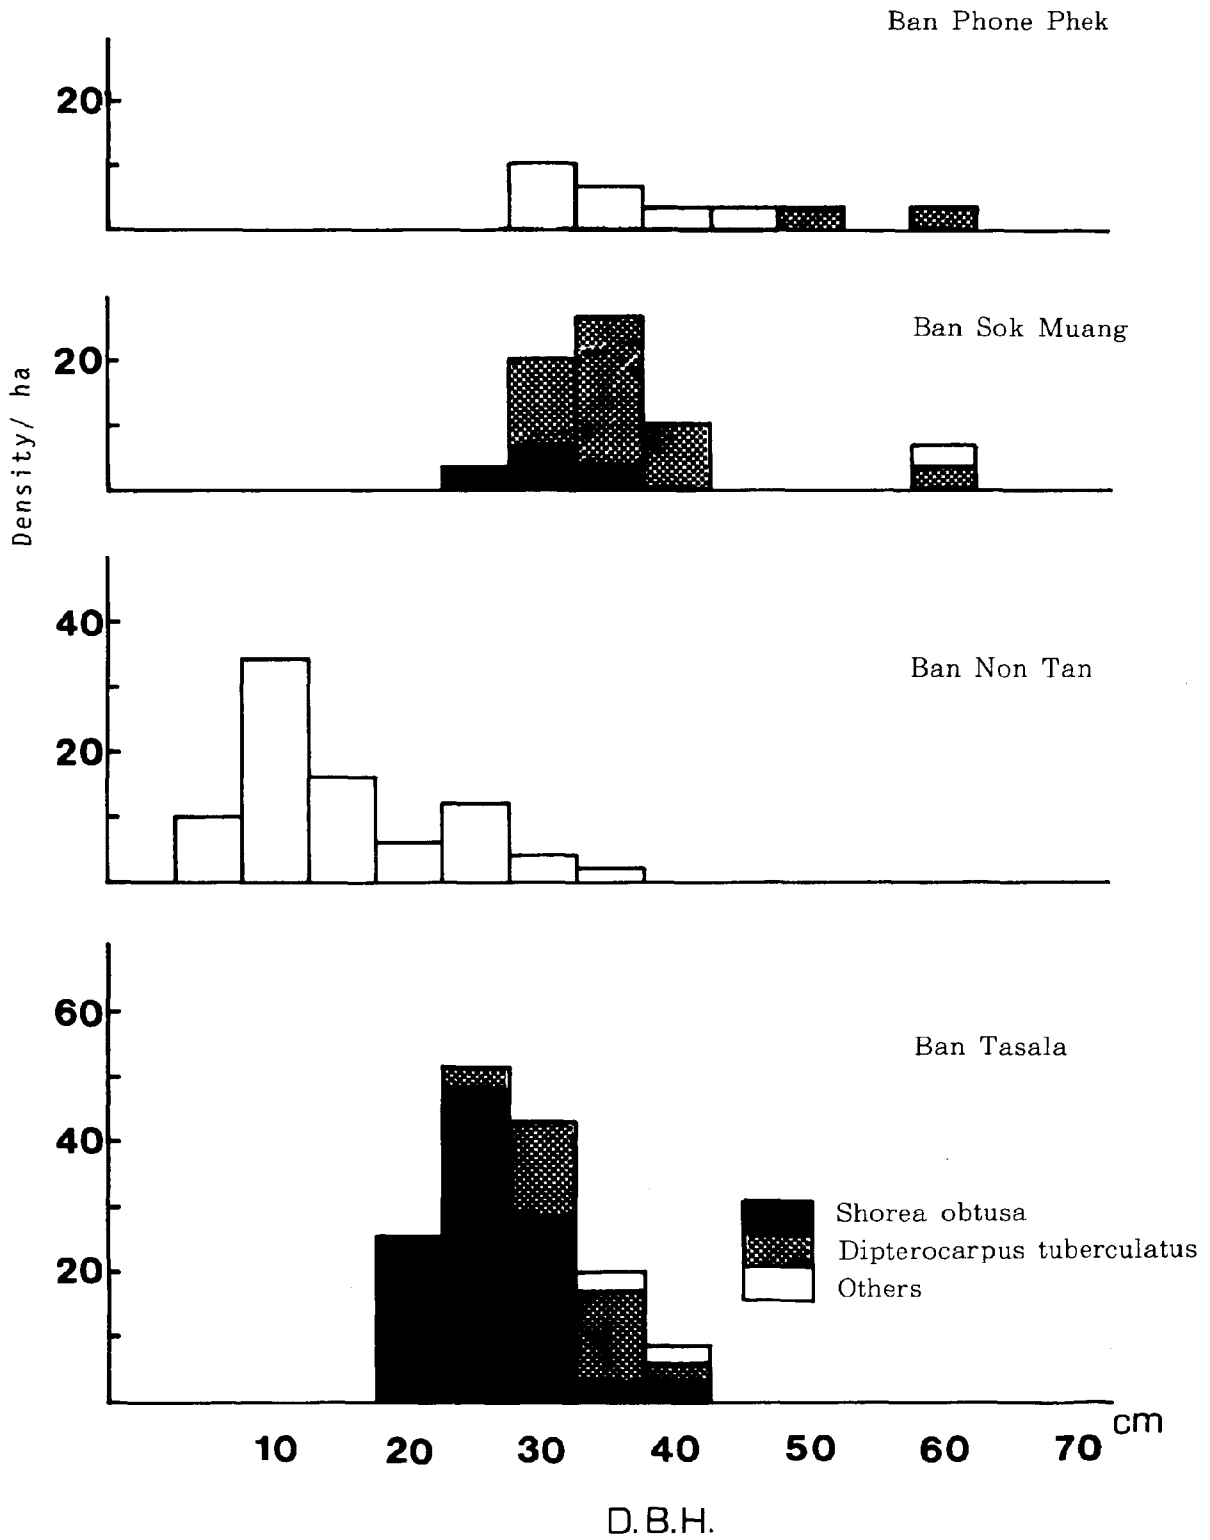 Ban Phone Phek
20
Ban Sok Muang
20
Density/ ha
40
Ban Non Tan
20
60
Ban Tasala
40
Shorea obtusa
Dipterocarpus tuberculatus
20
Others
cm
10 20 30 40 50 60 70
D.B.H.